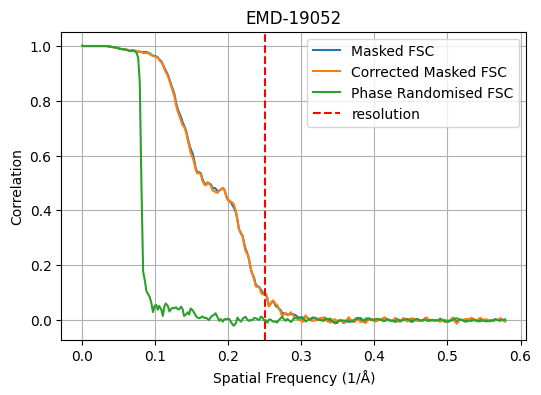 EMD-19052
Masked FSC
Corrected Masked FSC
Phase Randomised FSC
resolution
Correlation
1.0
0.8
0.6
0.4
0.2
0.0
0.0 0.1 0.2 0.3 0.4 0.5 0.6
Spatial Frequency (1/Å)